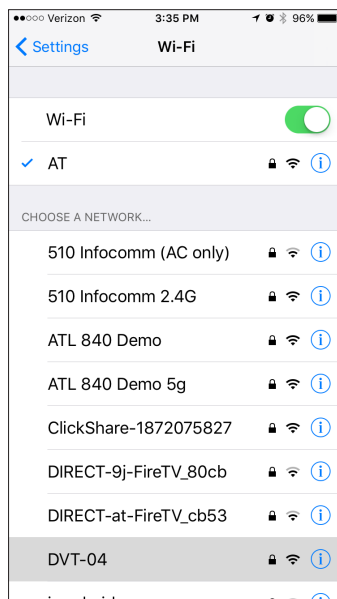 Verizon 3:35 PM 96%
Settings Wi-Fi
Wi-Fi
AT
CHOOSE A NETWORK...
510 Infocomm (AC only)
510 Infocomm 2.4G
ATL 840 Demo
ATL 840 Demo 5g
ClickShare-1872075827
DIRECT-9j-FireTV_80cb
DIRECT-at-FireTV_cb53
DVT-04